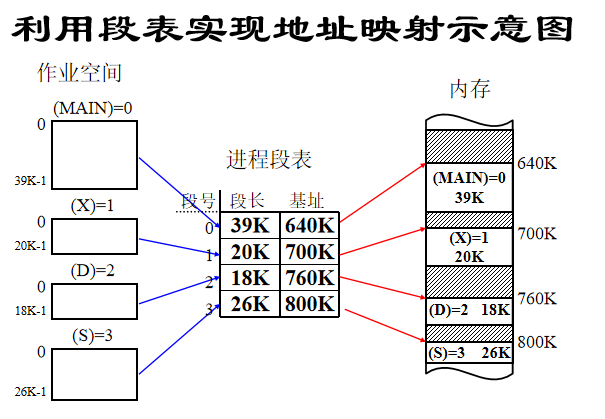 利用段表实现地址映射示意图
作业空间
(MAIN)=0
0
39K-1
(X)=1
0
20K-1
(D)=2
0
18K-1
(S)=3
0
26K-1
进程段表
段号 段长 基址
0 39K 640K
1 20K 700K
2 18K 760K
3 26K 800K
内存
640K
(MAIN)=0
39K
700K
(X)=1
20K
760K
(D)=2 18K
800K
(S)=3 26K